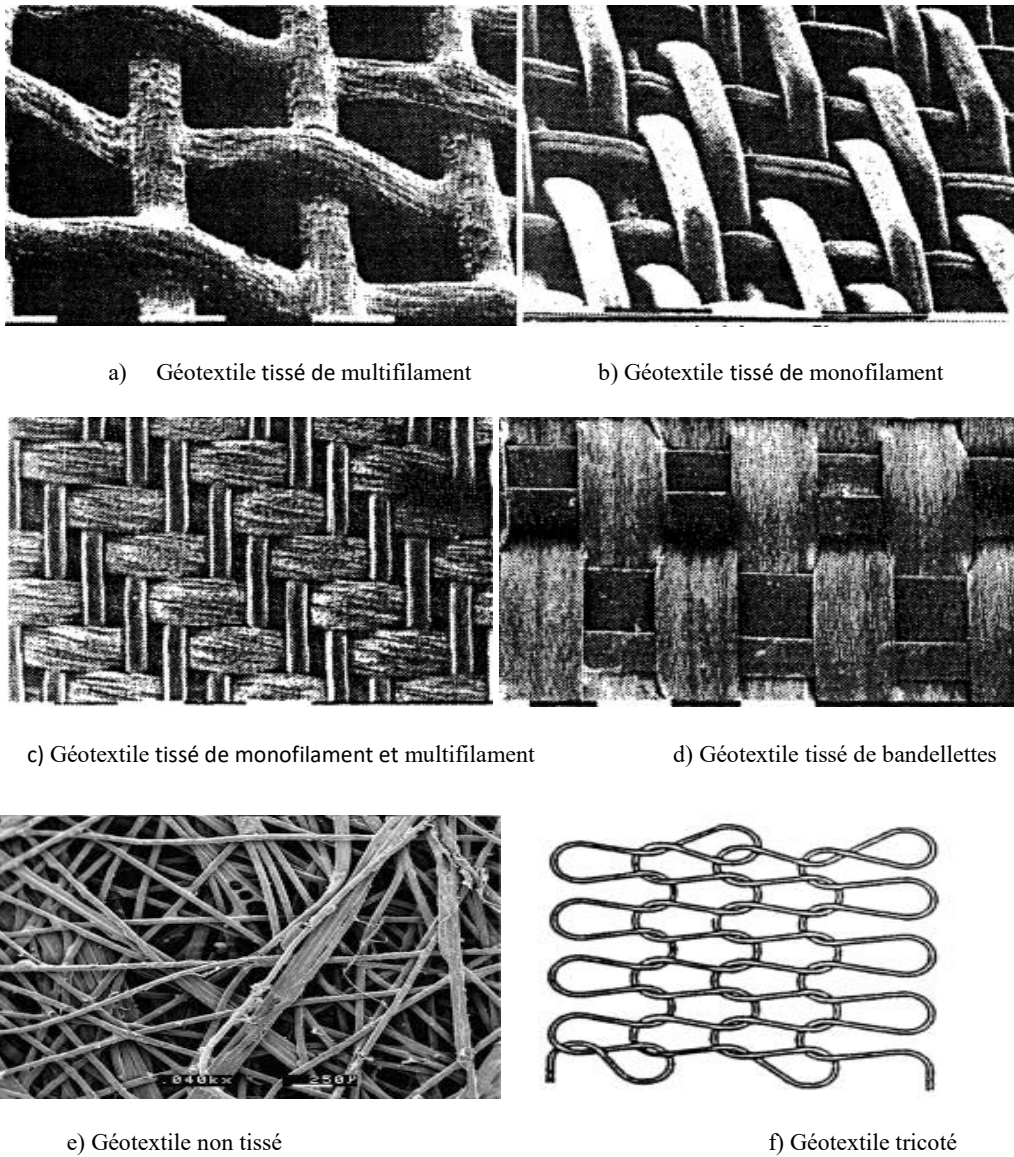 a) Géotextile tissé de multifilament
b) Géotextile tissé de monofilament
c) Géotextile tissé de monofilament et multifilament
d) Géotextile tissé de bandellettes
.040kx 250µ
e) Géotextile non tissé
f) Géotextile tricoté